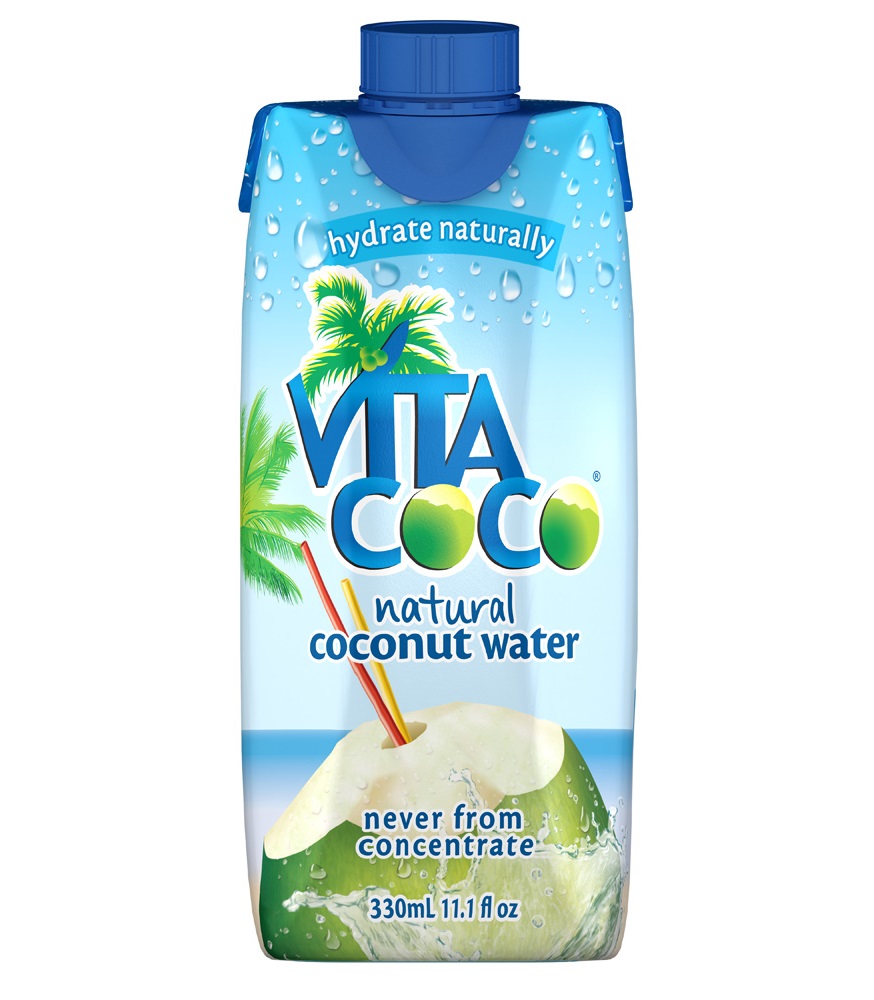 hydrate naturally
VITA
COCO®
natural
coconut water
never from
concentrate
330mL 11.1 fl oz